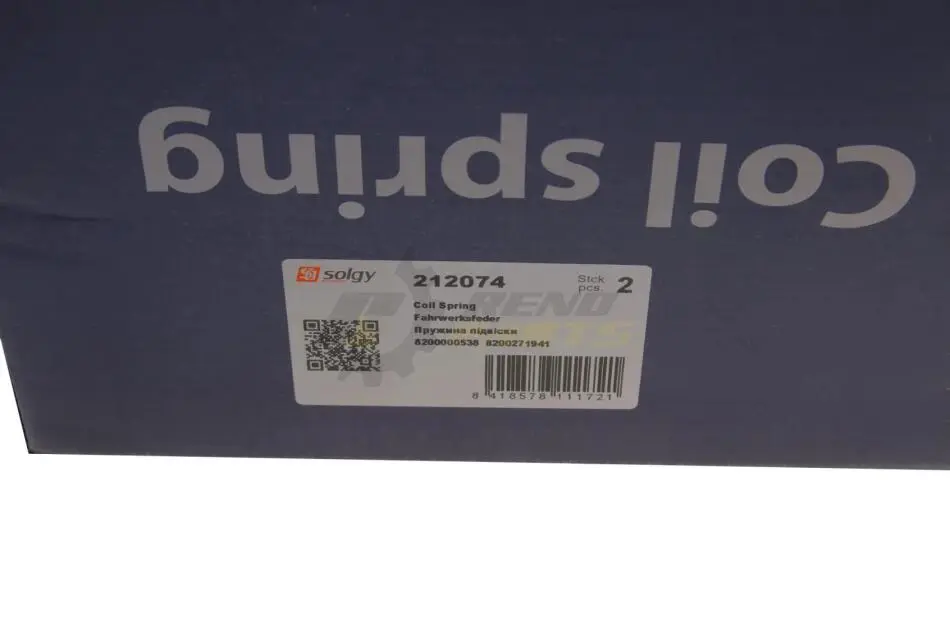 Coil spring
solgy
212074
Stck
pcs. 2
Coil Spring
Fahrwerksfeder
Пружина підвіски
8200000538 8200271941
8 418578 111721